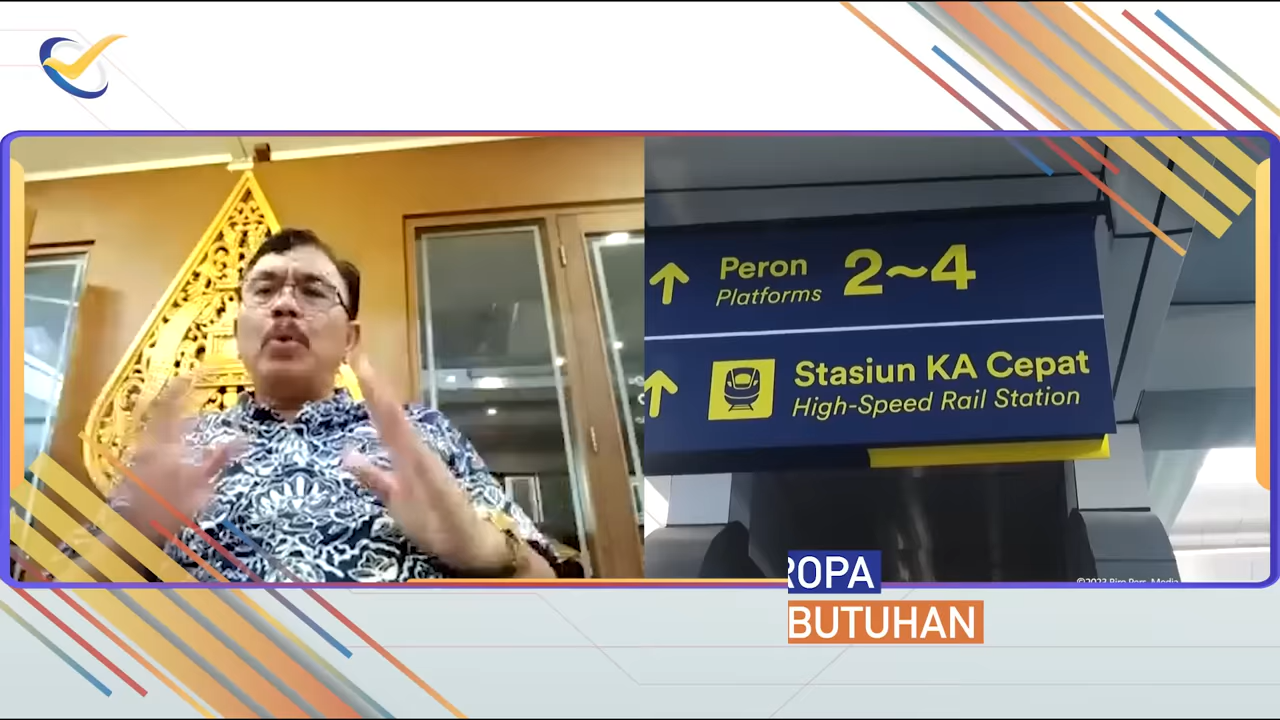 Peron 2~4
Platforms
Stasiun KA Cepat
High-Speed Rail Station
ROPA
BUTUHAN